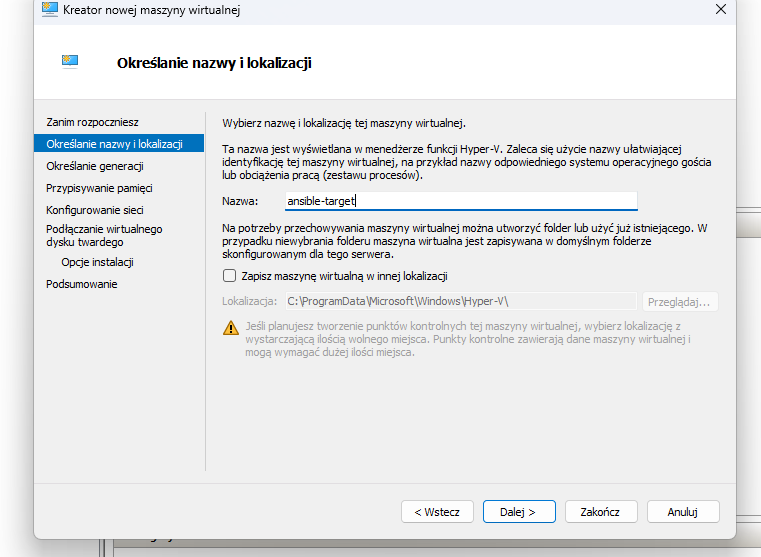 Kreator nowej maszyny wirtualnej
Określanie nazwy i lokalizacji
Zanim rozpoczniesz
Określanie nazwy i lokalizacji
Określanie generacji
Przypisywanie pamięci
Konfigurowanie sieci
Podłączanie wirtualnego
dysku twardego
Opcje instalacji
Podsumowanie
Wybierz nazwę i lokalizację tej maszyny wirtualnej.
Ta nazwa jest wyświetlana w menedżerze funkcji Hyper-V. Zaleca się użycie nazwy ułatwiającej
identyfikację tej maszyny wirtualnej, na przykład nazwy odpowiedniego systemu operacyjnego gościa
lub obciążenia pracą (zestawu procesów).
Nazwa: ansible-target
Na potrzeby przechowywania maszyny wirtualnej można utworzyć folder lub użyć już istniejącego. W
przypadku niewybrania folderu maszyna wirtualna jest zapisywana w domyślnym folderze
skonfigurowanym dla tego serwera.
Zapisz maszynę wirtualną w innej lokalizacji
Lokalizacja: C:\ProgramData\Microsoft\Windows\Hyper-V\ Przeglądaj...
Jeśli planujesz tworzenie punktów kontrolnych tej maszyny wirtualnej, wybierz lokalizację z
wystarczającą ilością wolnego miejsca. Punkty kontrolne zawierają dane maszyny wirtualnej i
mogą wymagać dużej ilości miejsca.
< Wstecz Dalej > Zakończ Anuluj